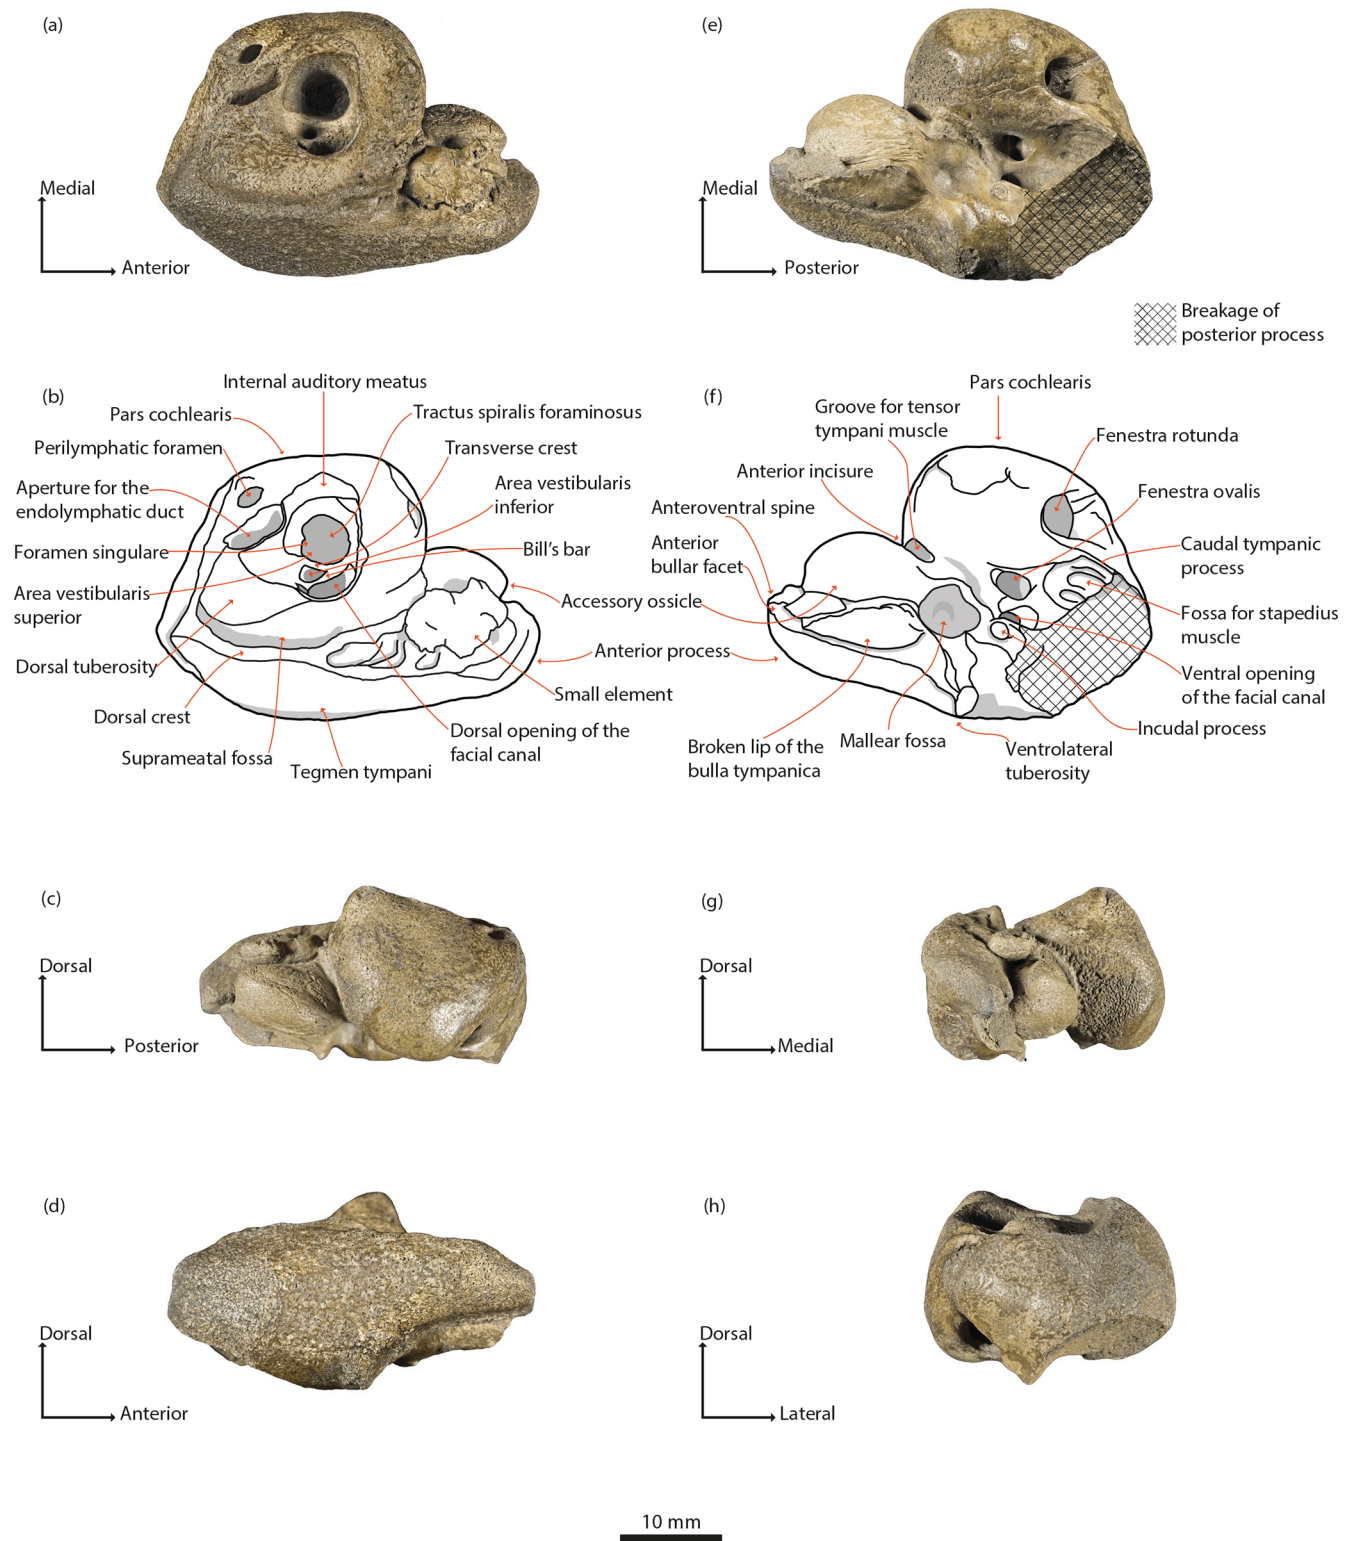 (a)
Medial
Anterior
(e)
Medial
Posterior
Breakage of
posterior process
(b)
Internal auditory meatus
Pars cochlearis
Tractus spiralis foraminosus
Perilymphatic foramen
Transverse crest
Aperture for the
endolymphatic duct
Area vestibularis
inferior
Foramen singulare
Bill's bar
Area vestibularis
superior
Accessory ossicle
Anterior process
Dorsal tuberosity
Small element
Dorsal crest
Dorsal opening of the
facial canal
Suprameatal fossa
Tegmen tympani
(f)
Pars cochlearis
Groove for tensor
tympani muscle
Fenestra rotunda
Anterior incisure
Fenestra ovalis
Anteroventral spine
Anterior
bullar facet
Caudal tympanic
process
Fossa for stapedius
muscle
Ventral opening
of the facial canal
Incudal process
Mallear fossa
Broken lip of the
bulla tympanica
Ventrolateral
tuberosity
(c)
Dorsal
Posterior
(g)
Dorsal
Medial
(d)
Dorsal
Anterior
(h)
Dorsal
Lateral
10 mm